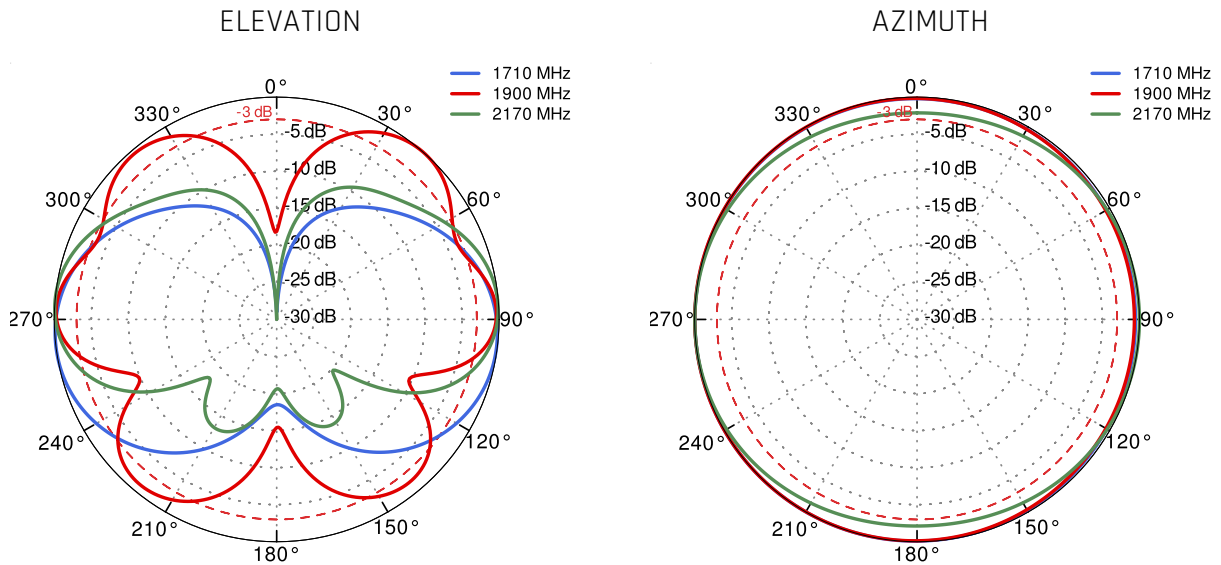 ELEVATION
1710 MHz
1900 MHz
2170 MHz
0°
330°
-3 dB
30°
-5 dB
-10 dB
300°
-15 dB
60°
-20 dB
-25 dB
270°
-30 dB
90°
240°
120°
210°
150°
180°
AZIMUTH
1710 MHz
1900 MHz
2170 MHz
0°
330°
-3 dB
30°
-5 dB
-10 dB
300°
-15 dB
60°
-20 dB
-25 dB
270°
-30 dB
90°
240°
120°
210°
150°
180°